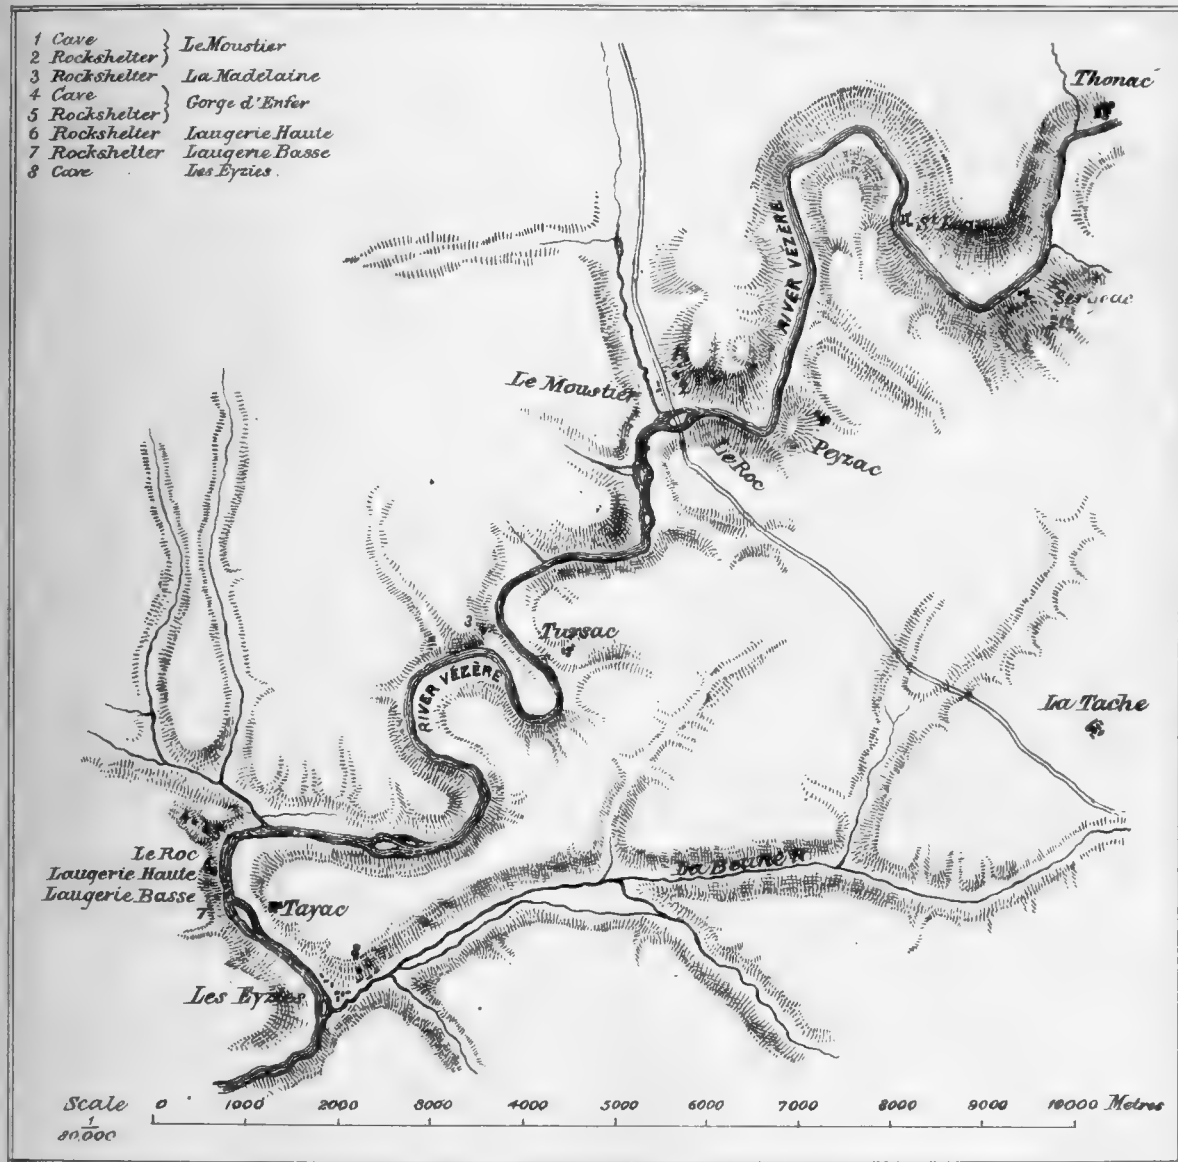 1 Cave } Le Moustier
2 Rockshelter
3 Rockshelter La Madelaine
4 Cave } Gorge d'Enfer
5 Rockshelter
6 Rockshelter Laugerie Haute
7 Rockshelter Laugerie Basse
8 Cave Les Eyzies
Thonac
St
RIVER VÉZÈRE
Le Moustier
Le Roc
Peyzac
3
Tursac
RIVER VÉZÈRE
La Tache
Le Roc
Laugerie Haute
Laugerie Basse
7
Tayac
La Beune R
8
Les Eyzies
Scale 0 1000 2000 3000 4000 5000 6000 7000 8000 9000 10000 Metres
1
80,000